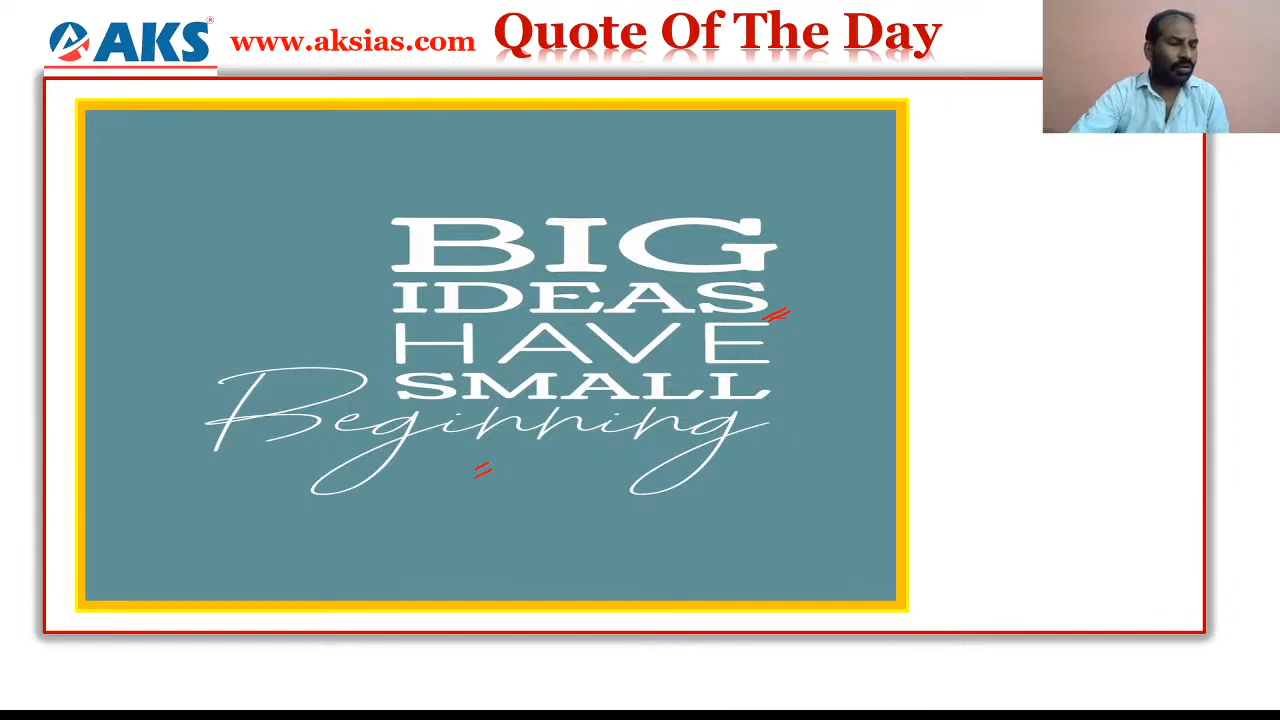 AKS®
www.aksias.com
Quote Of The Day
BIG
IDEAS
HAVE
SMALL
Beginning